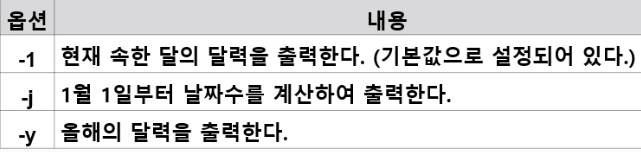 옵션 내용
-1 현재 속한 달의 달력을 출력한다. (기본값으로 설정되어 있다.)
-j 1월 1일부터 날짜수를 계산하여 출력한다.
-y 올해의 달력을 출력한다.